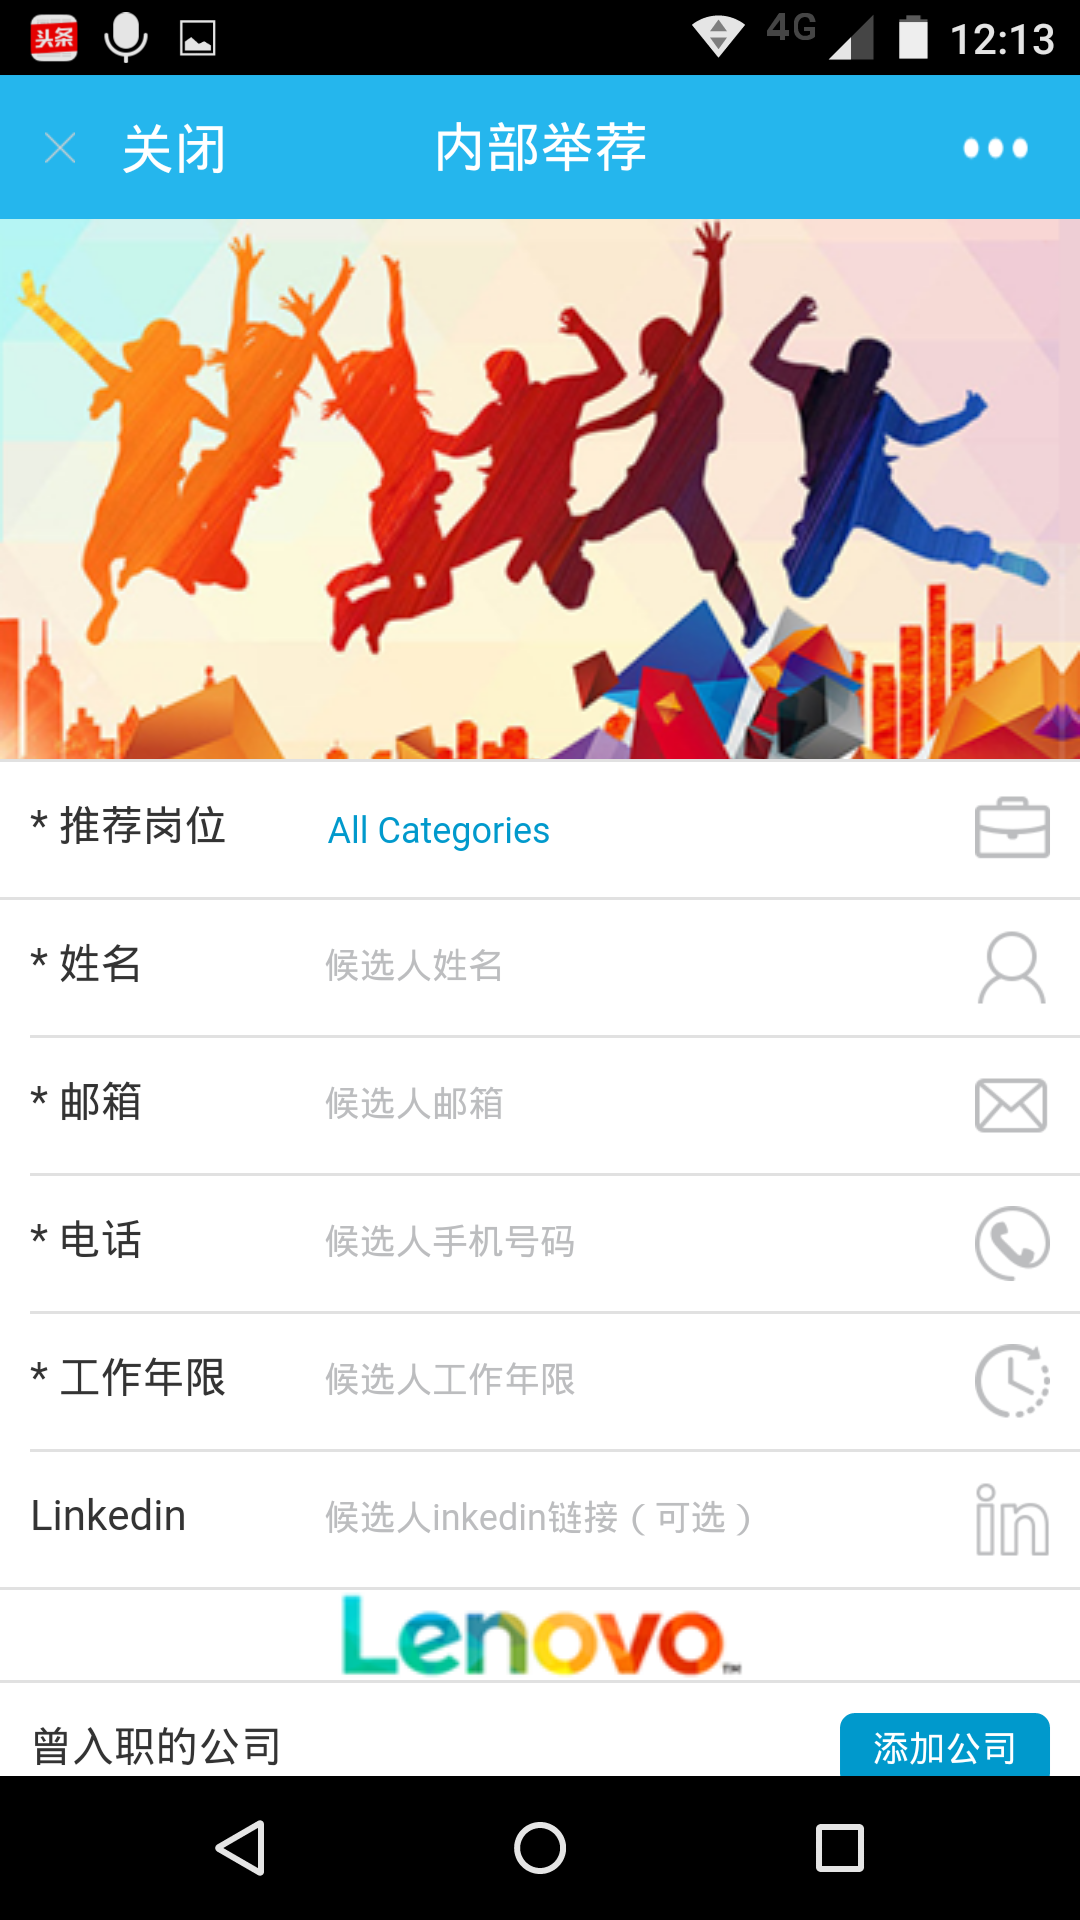 头条
4G
12:13
关闭
内部举荐
* 推荐岗位
All Categories
* 姓名
候选人姓名
* 邮箱
候选人邮箱
* 电话
候选人手机号码
* 工作年限
候选人工作年限
Linkedin
候选人inkedin链接（可选）
in
Lenovo™
曾入职的公司
添加公司